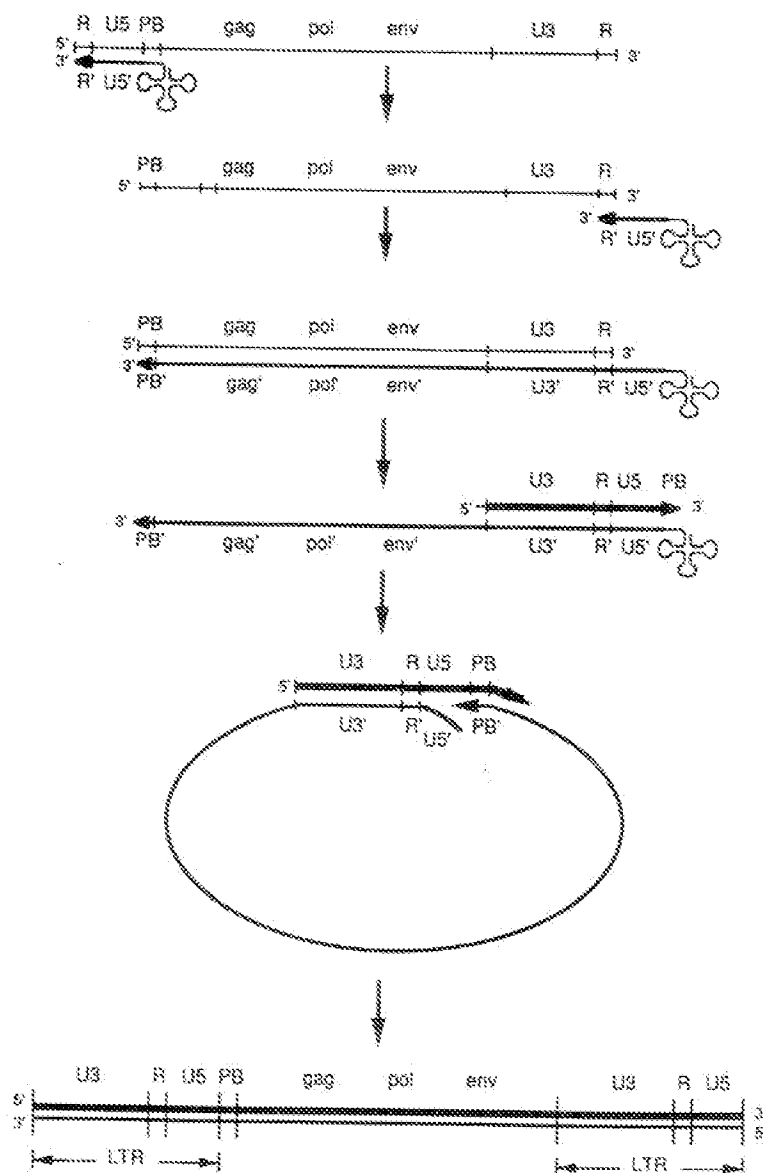 R U5 PB gag pol env U3 R
5'
3' 3'
R' U5'
PB gag pol env U3 R
5' 3'
3'
R' U5'
PB gag pol env U3 R
5' 3'
3'
PB' gag' pol' env' U3' R' U5'
U3 R U5 PB
5' 3'
3'
PB' gag' pol' env' U3' R' U5'
U3 R U5 PB
5'
U3' R' U5' PB'
U3 R U5 PB gag pol env U3 R U5
5' 3'
3' 5'
LTR LTR